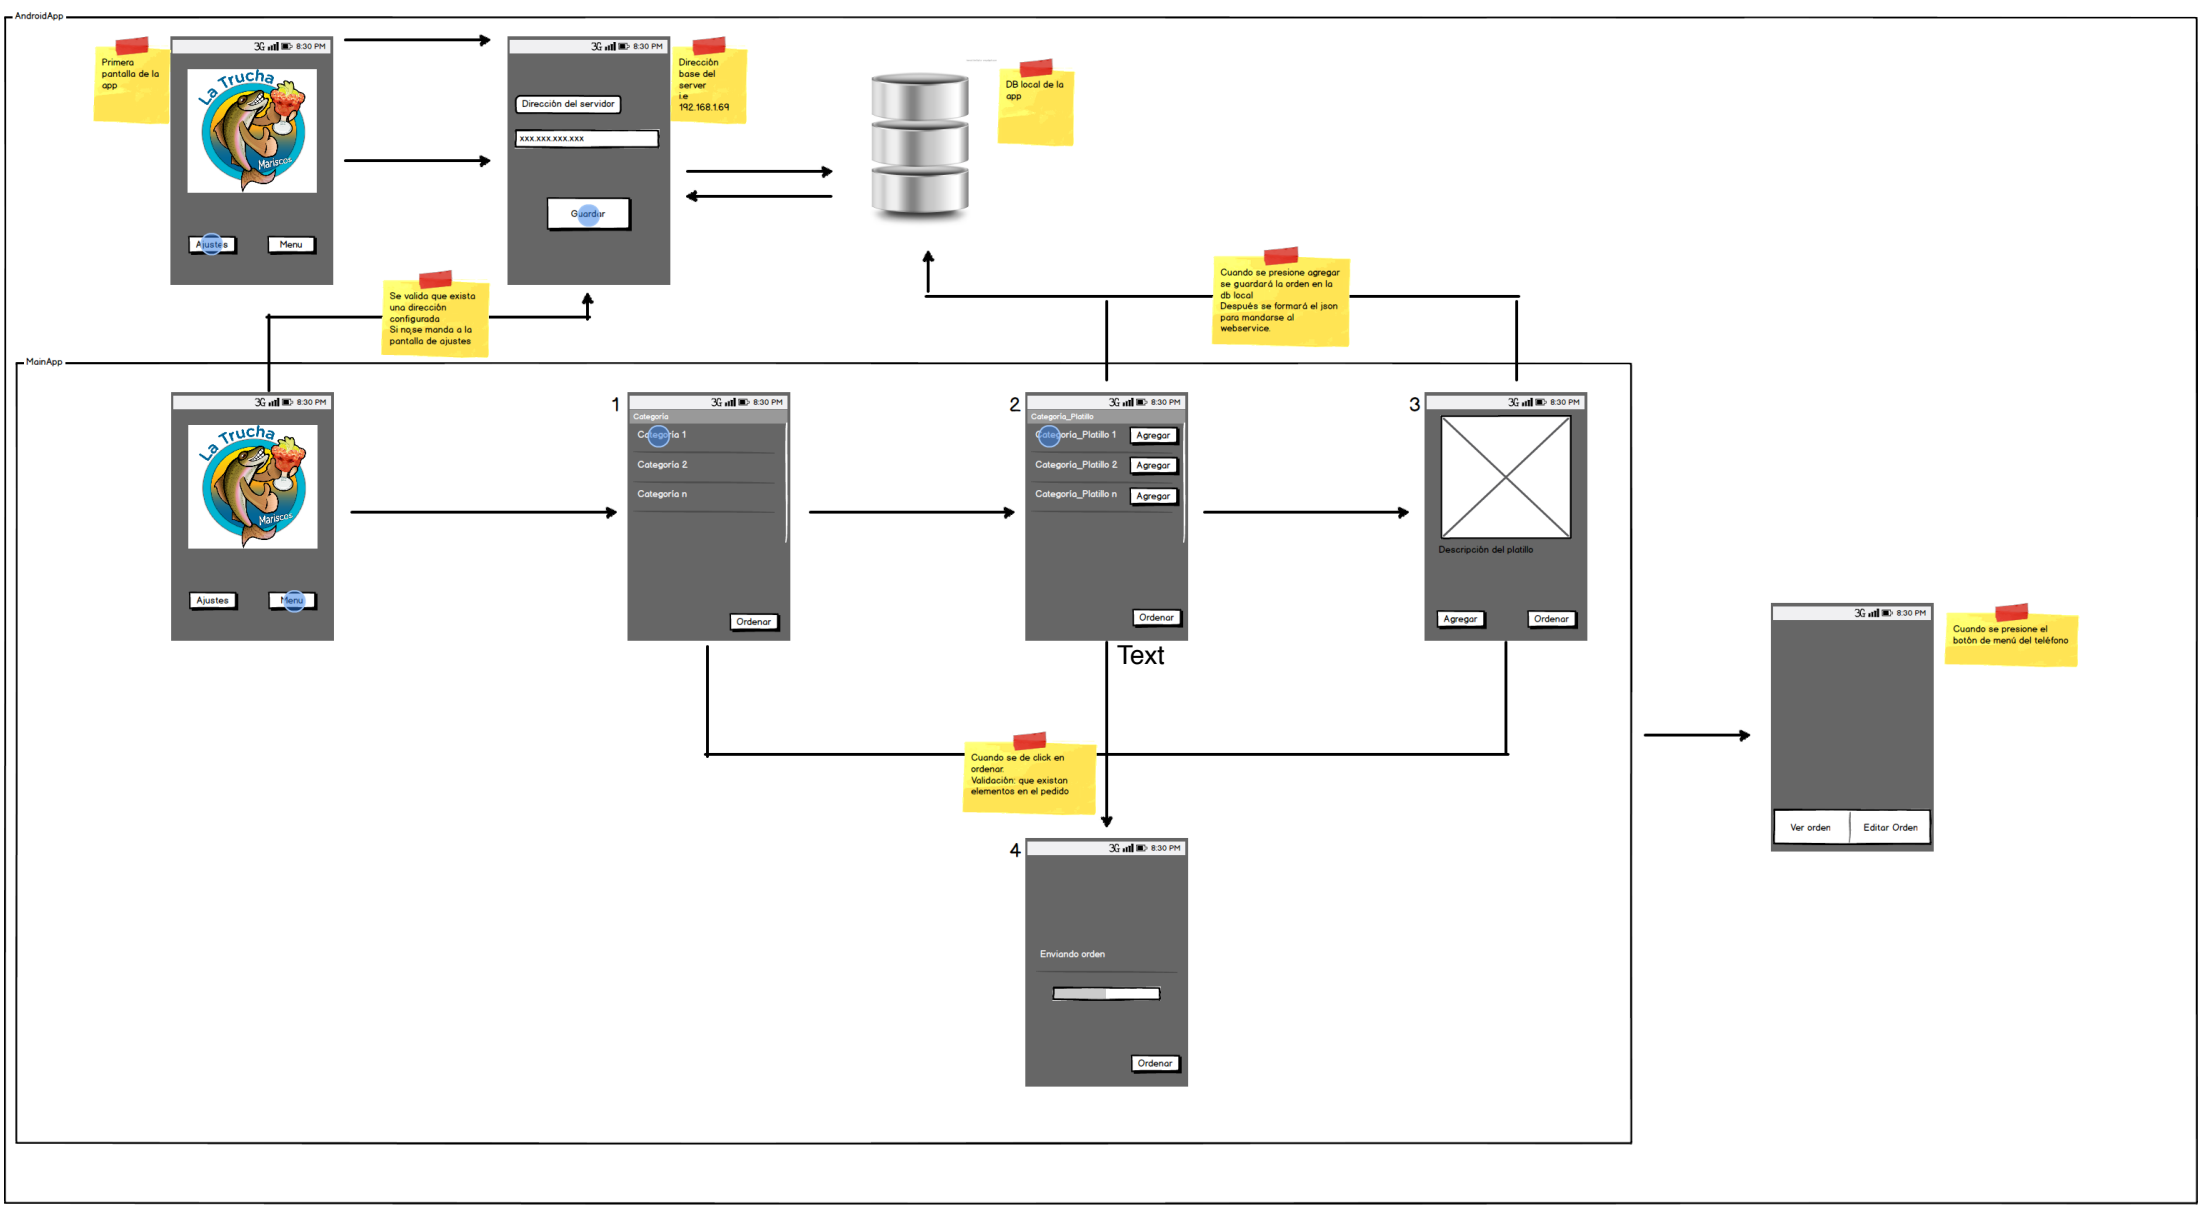 AndroidApp
Primera
pantalla de la
app
3G 8:30 PM
La Trucha
Mariscos
Ajustes
Menu
3G 8:30 PM
Dirección del servidor
xxx.xxx.xxx.xxx
Guardar
Dirección
base del
server
i.e
192.168.1.69
DB local de la
app
Se valida que exista
una dirección
configurada
Si no,se manda a la
pantalla de ajustes
Cuando se presione agregar
se guardará la orden en la
db local
Después se formará el json
para mandarse al
webservice.
MainApp
3G 8:30 PM
La Trucha
Mariscos
Ajustes
Menu
1
3G 8:30 PM
Categoría
Categoría 1
Categoría 2
Categoría n
Ordenar
2
3G 8:30 PM
Categoría_Platillo
Categoría_Platillo 1
Agregar
Categoría_Platillo 2
Agregar
Categoría_Platillo n
Agregar
Ordenar
Text
3
3G 8:30 PM
Descripción del platillo
Agregar
Ordenar
Cuando se de click en
ordenar.
Validación: que existan
elementos en el pedido
4
3G 8:30 PM
Enviando orden
Ordenar
3G 8:30 PM
Ver orden
Editar Orden
Cuando se presione el
botón de menú del teléfono